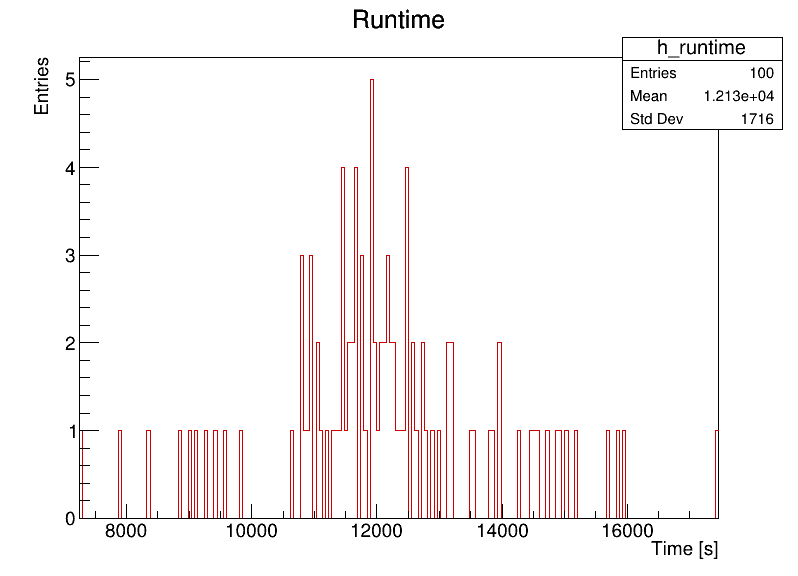 Runtime
h_runtime
Entries 100
Mean 1.213e+04
Std Dev 1716
Entries
5
4
3
2
1
0
8000 10000 12000 14000 16000
Time [s]